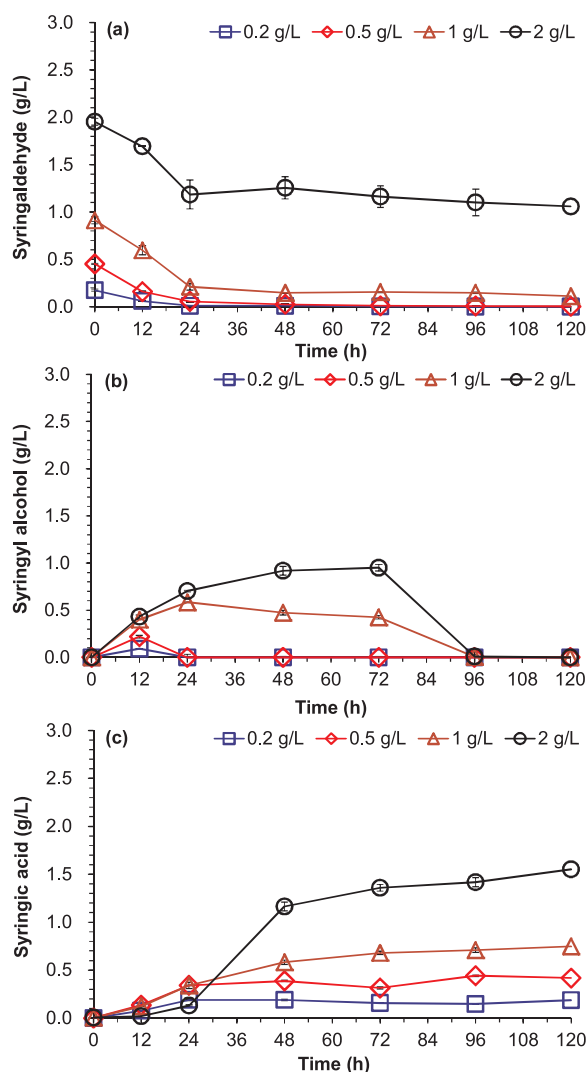 (a)
0.2 g/L 0.5 g/L 1 g/L 2 g/L
Syringaldehyde (g/L)
3.0
2.5
2.0
1.5
1.0
0.5
0.0
0 12 24 36 48 60 72 84 96 108 120
Time (h)
(b)
0.2 g/L 0.5 g/L 1 g/L 2 g/L
Syringyl alcohol (g/L)
3.0
2.5
2.0
1.5
1.0
0.5
0.0
0 12 24 36 48 60 72 84 96 108 120
Time (h)
(c)
0.2 g/L 0.5 g/L 1 g/L 2 g/L
Syringic acid (g/L)
3.0
2.5
2.0
1.5
1.0
0.5
0.0
0 12 24 36 48 60 72 84 96 108 120
Time (h)